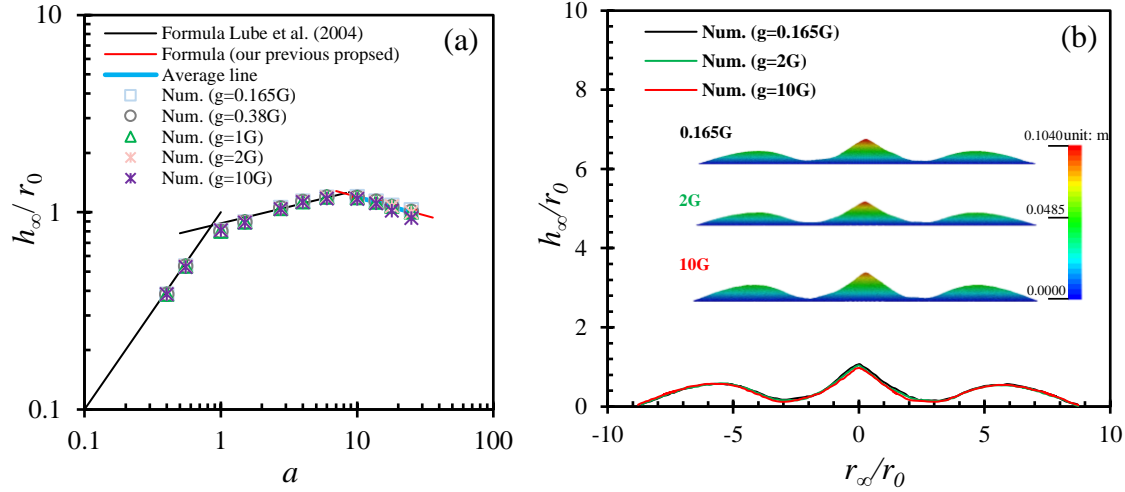 (a)
Formula Lube et al. (2004)
Formula (our previous propsed)
Average line
Num. (g=0.165G)
Num. (g=0.38G)
Num. (g=1G)
Num. (g=2G)
Num. (g=10G)
10
1
0.1
h∞/ r0
0.1
1
10
100
a
(b)
Num. (g=0.165G)
Num. (g=2G)
Num. (g=10G)
0.165G
2G
10G
0.1040
unit: m
0.0485
0.0000
10
8
6
4
2
0
h∞/ r0
-10
-5
0
5
10
r∞/r0